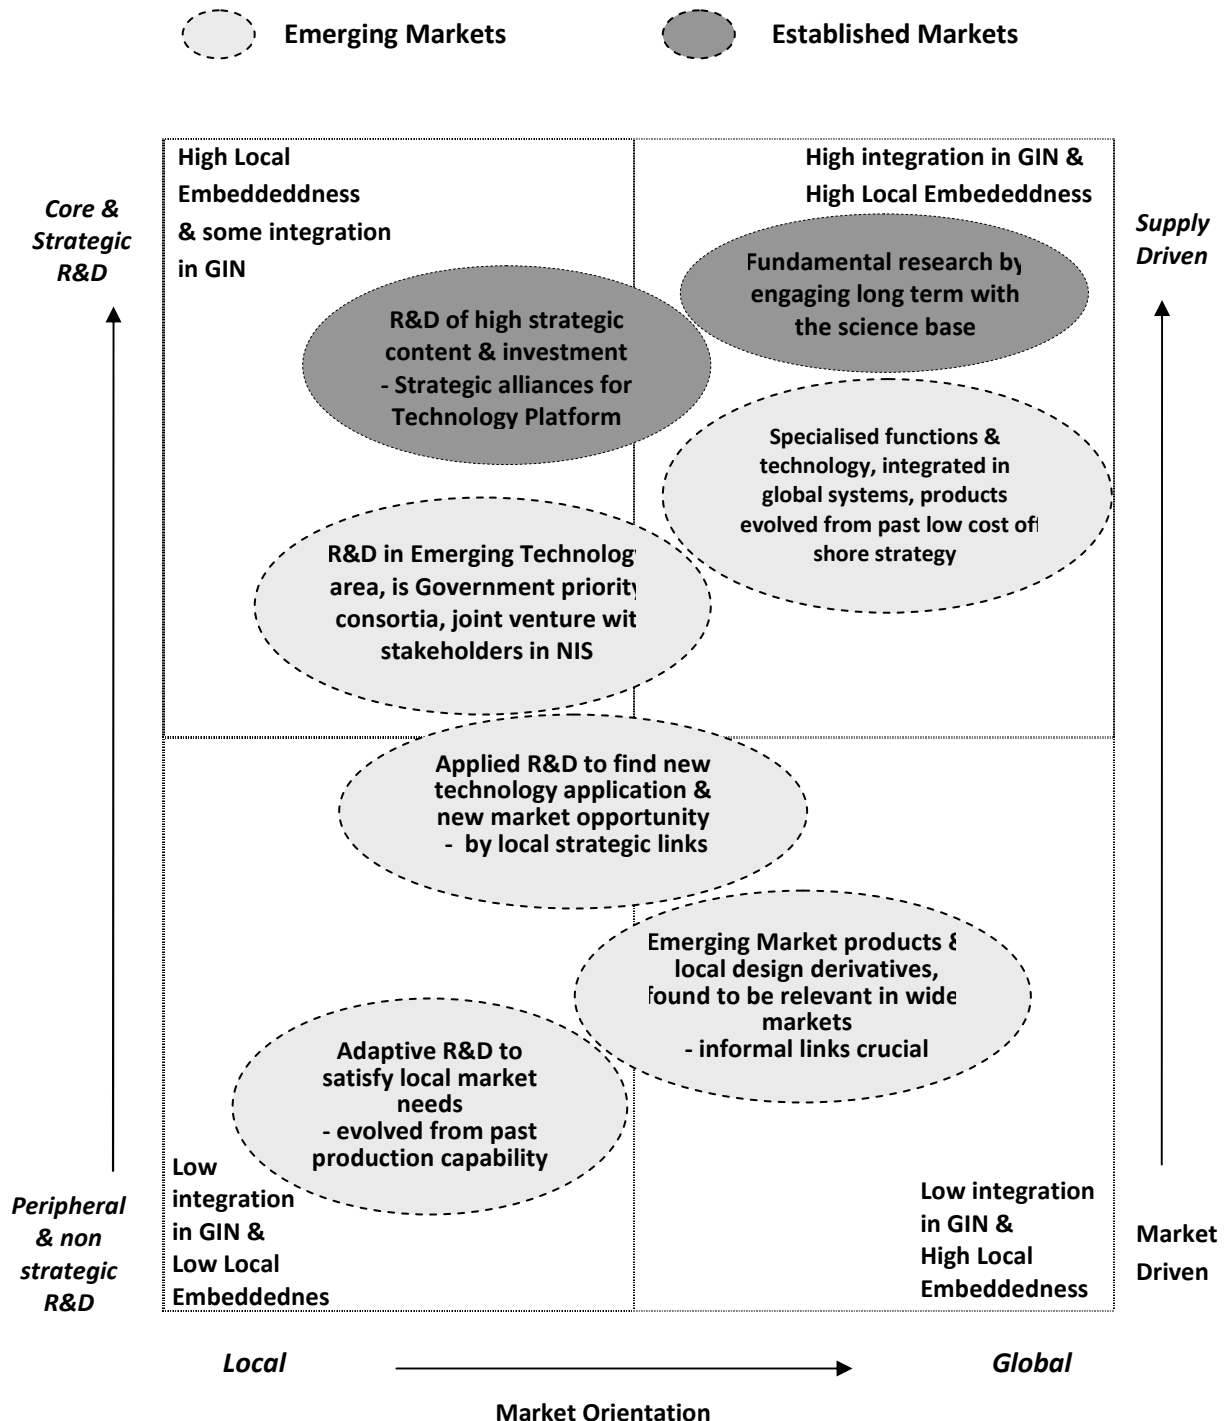 Emerging Markets
Established Markets
High Local
Embeddeddness
& some integration
in GIN
High integration in GIN &
High Local Embededdness
Core &
Strategic
R&D
Supply
Driven
Fundamental research by
engaging long term with
the science base
R&D of high strategic
content & investment
- Strategic alliances for
Technology Platform
Specialised functions &
technology, integrated in
global systems, products
evolved from past low cost off
shore strategy
R&D in Emerging Technology
area, is Government priority
consortia, joint venture wit
stakeholders in NIS
Applied R&D to find new
technology application &
new market opportunity
- by local strategic links
Emerging Market products &
local design derivatives,
found to be relevant in wide
markets
- informal links crucial
Adaptive R&D to
satisfy local market
needs
- evolved from past
production capability
Low
integration
in GIN &
Low Local
Embeddednes
Low integration
in GIN &
High Local
Embeddedness
Peripheral
& non
strategic
R&D
Market
Driven
Local
Global
Market Orientation